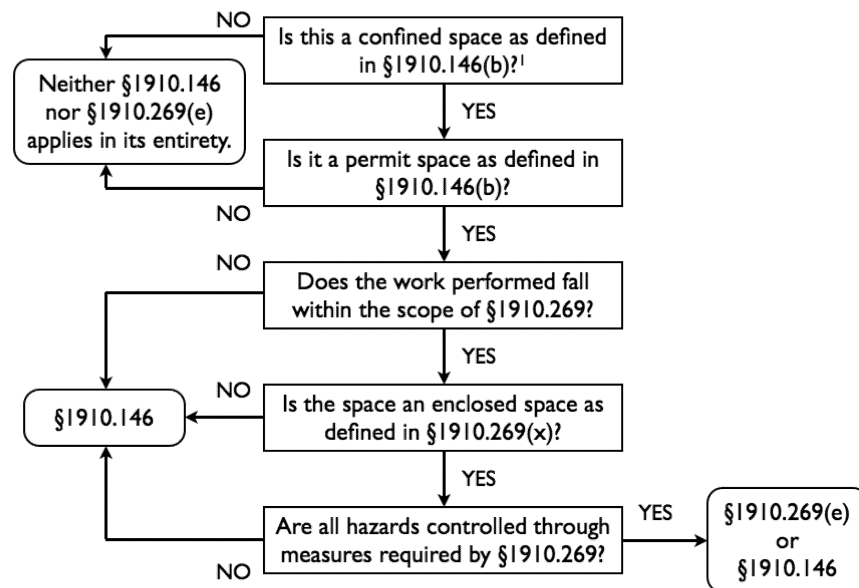 NO
Is this a confined space as defined
in §1910.146(b)?¹
Neither §1910.146
nor §1910.269(e)
applies in its entirety.
YES
Is it a permit space as defined in
§1910.146(b)?
NO
YES
NO
Does the work performed fall
within the scope of §1910.269?
YES
NO
§1910.146
Is the space an enclosed space as
defined in §1910.269(x)?
YES
Are all hazards controlled through
measures required by §1910.269?
NO
YES
§1910.269(e)
or
§1910.146